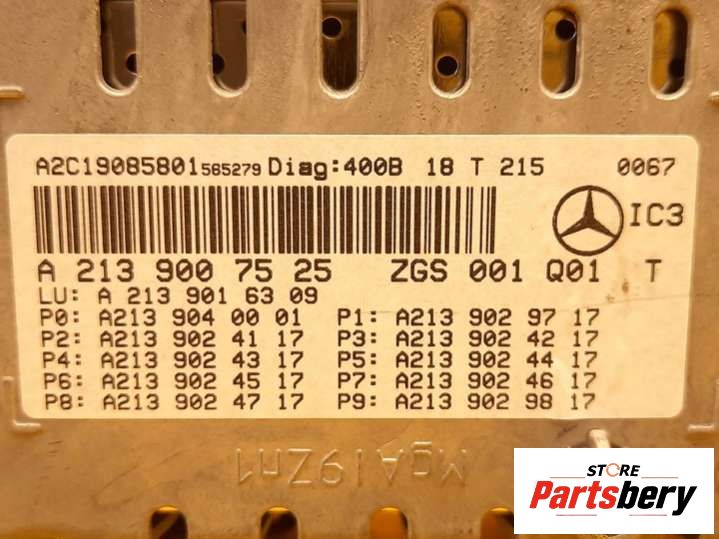 A2C19085801565279 Diag:400B 18 T 215 0067
IC3
A 213 900 75 25 ZGS 001 Q01 T
LU: A 213 901 63 09
P0: A213 904 00 01 P1: A213 902 97 17
P2: A213 902 41 17 P3: A213 902 42 17
P4: A213 902 43 17 P5: A213 902 44 17
P6: A213 902 45 17 P7: A213 902 46 17
P8: A213 902 47 17 P9: A213 902 98 17
MgAl9Zn1
STORE
Partsbery